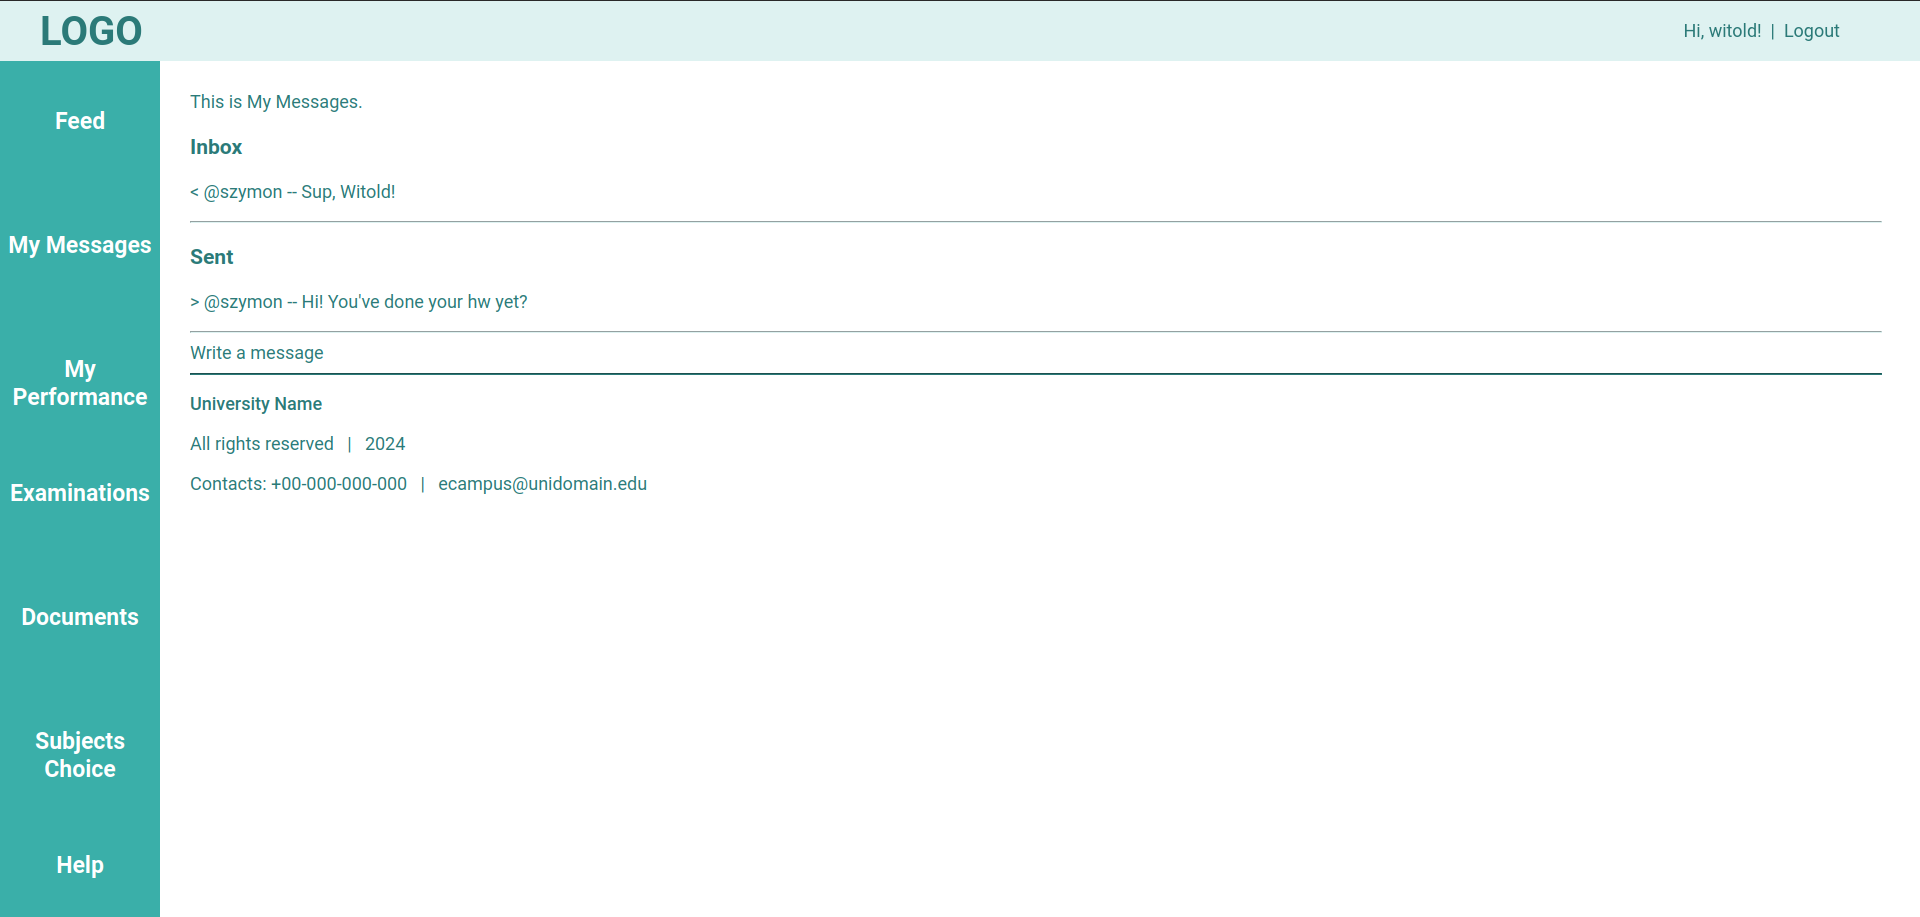 LOGO
Hi, witold! | Logout
Feed
My Messages
My
Performance
Examinations
Documents
Subjects
Choice
Help
This is My Messages.
Inbox
< @szymon -- Sup, Witold!
Sent
> @szymon -- Hi! You've done your hw yet?
Write a message
University Name
All rights reserved | 2024
Contacts: +00-000-000-000 | ecampus@unidomain.edu